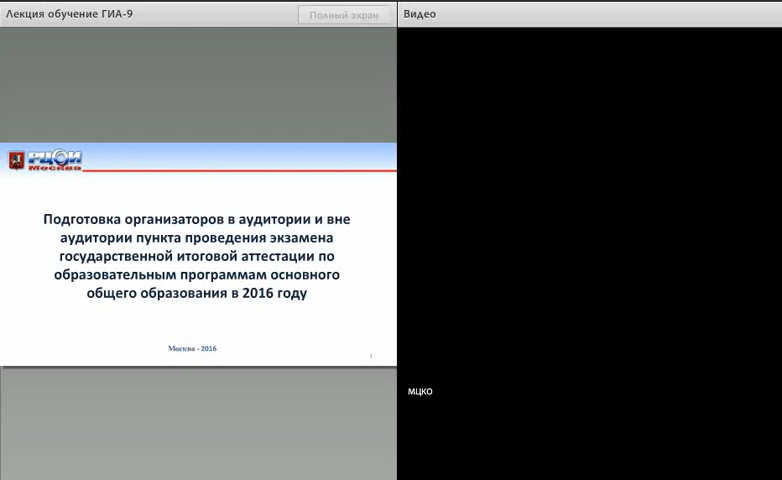 Лекция обучение ГИА-9
Полный экран
Видео
РЦОИ
Москва
Подготовка организаторов в аудитории и вне
аудитории пункта проведения экзамена
государственной итоговой аттестации по
образовательным программам основного
общего образования в 2016 году
Москва - 2016
1
МЦКО